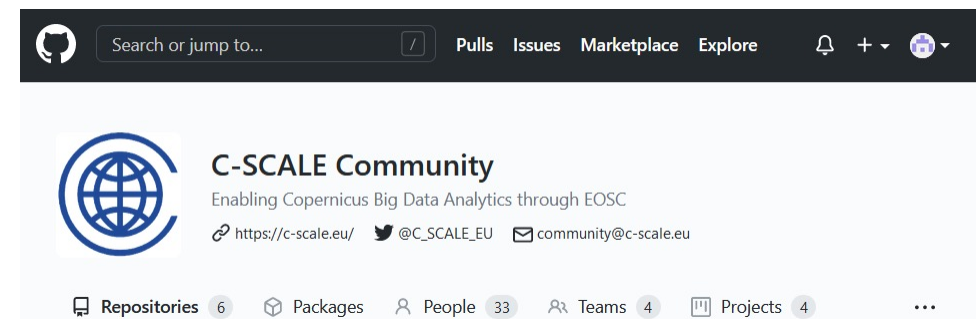 Search or jump to... / Pulls Issues Marketplace Explore
C-SCALE Community
Enabling Copernicus Big Data Analytics through EOSC
https://c-scale.eu/ @C_SCALE_EU community@c-scale.eu
Repositories 6 Packages People 33 Teams 4 Projects 4 ...